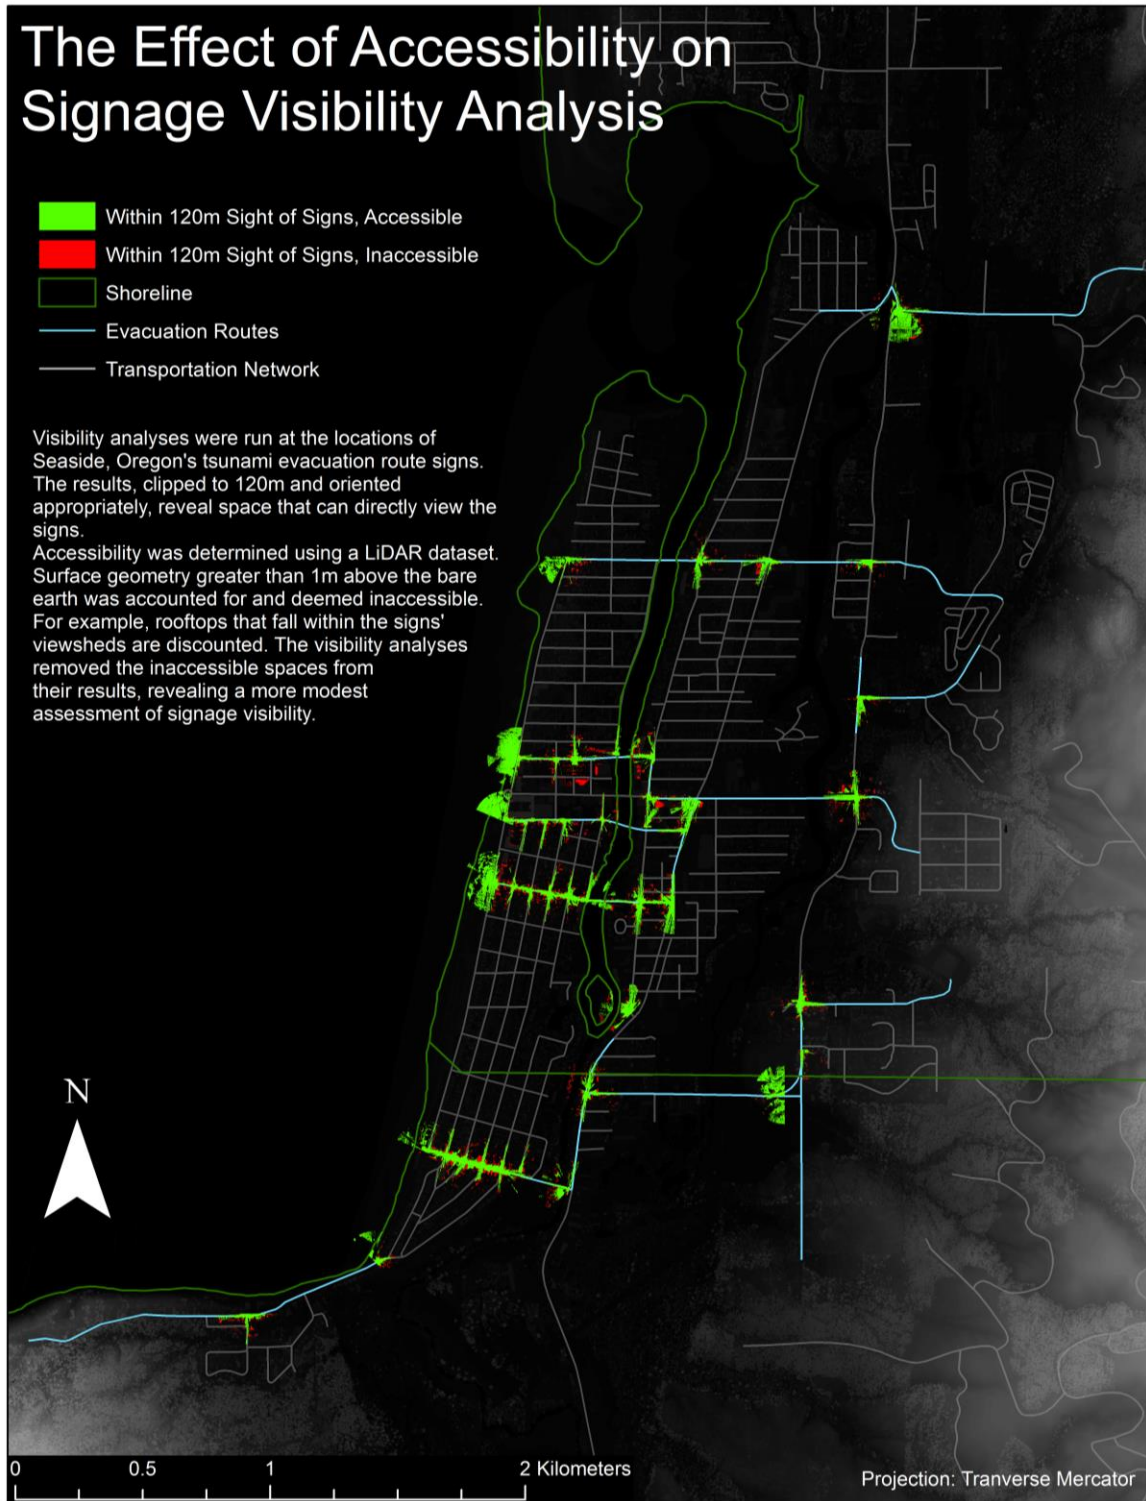 The Effect of Accessibility on
Signage Visibility Analysis
Within 120m Sight of Signs, Accessible
Within 120m Sight of Signs, Inaccessible
Shoreline
Evacuation Routes
Transportation Network
Visibility analyses were run at the locations of
Seaside, Oregon's tsunami evacuation route signs.
The results, clipped to 120m and oriented
appropriately, reveal space that can directly view the
signs.
Accessibility was determined using a LiDAR dataset.
Surface geometry greater than 1m above the bare
earth was accounted for and deemed inaccessible.
For example, rooftops that fall within the signs'
viewsheds are discounted. The visibility analyses
removed the inaccessible spaces from
their results, revealing a more modest
assessment of signage visibility.
N
0 0.5 1 2 Kilometers
Projection: Tranverse Mercator